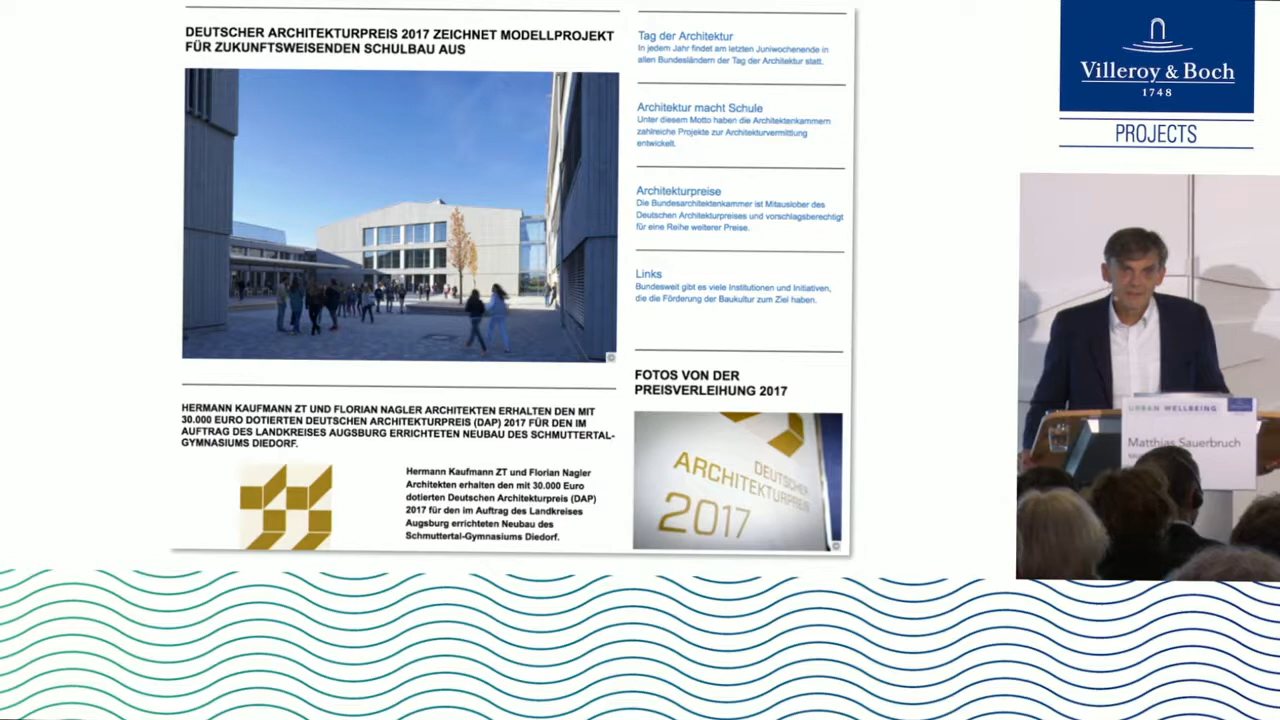 DEUTSCHER ARCHITEKTURPREIS 2017 ZEICHNET MODELLPROJEKT
FÜR ZUKUNFTSWEISENDEN SCHULBAU AUS
HERMANN KAUFMANN ZT UND FLORIAN NAGLER ARCHITEKTEN ERHALTEN DEN MIT
30.000 EURO DOTIERTEN DEUTSCHEN ARCHITEKTURPREIS (DAP) 2017 FÜR DEN IM
AUFTRAG DES LANDKREISES AUGSBURG ERRICHTETEN NEUBAU DES SCHMUTTERTAL-
GYMNASIUMS DIEDORF.
Hermann Kaufmann ZT und Florian Nagler
Architekten erhalten den mit 30.000 Euro
dotierten Deutschen Architekturpreis (DAP)
2017 für den im Auftrag des Landkreises
Augsburg errichteten Neubau des
Schmuttertal-Gymnasiums Diedorf.
Tag der Architektur
In jedem Jahr findet am letzten Juniwochenende in
allen Bundesländern der Tag der Architektur statt.
Architektur macht Schule
Unter diesem Motto haben die Architektenkammern
zahlreiche Projekte zur Architekturvermittlung
entwickelt.
Architekturpreise
Die Bundesarchitektenkammer ist Mitauslober des
Deutschen Architekturpreises und vorschlagsberechtigt
für eine Reihe weiterer Preise.
Links
Bundesweit gibt es viele Institutionen und Initiativen,
die die Förderung der Baukultur zum Ziel haben.
FOTOS VON DER
PREISVERLEIHUNG 2017
DEUTSCHER
ARCHITEKTURPREIS
2017
Villeroy & Boch
1748
PROJECTS
URBAN WELLBEING
Matthias Sauerbruch